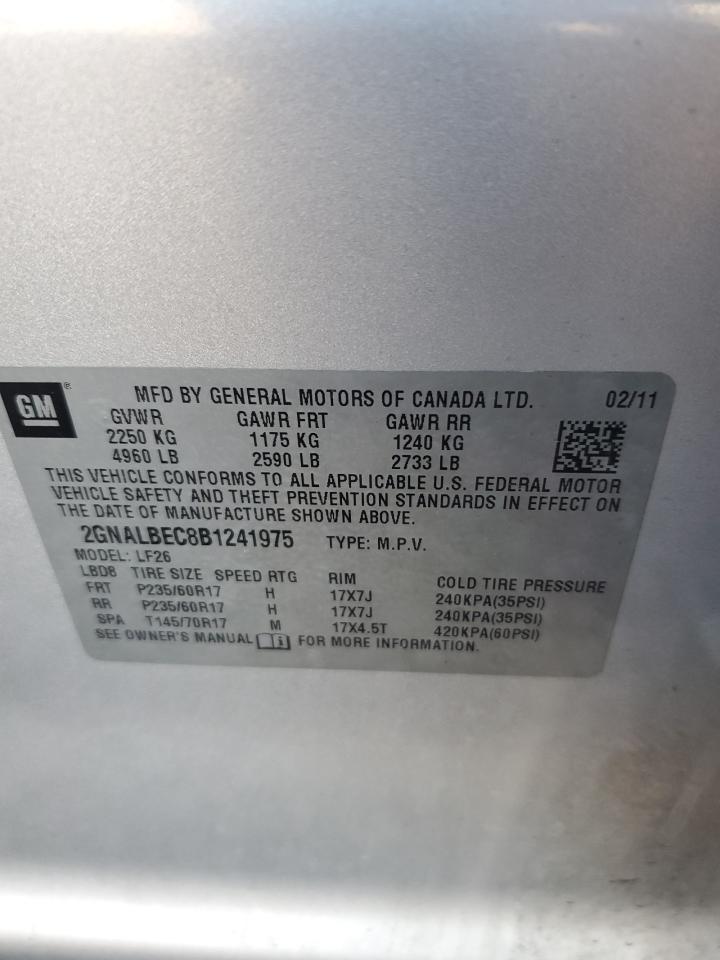 GM ®
MFD BY GENERAL MOTORS OF CANADA LTD. 02/11
GVWR GAWR FRT GAWR RR
2250 KG 1175 KG 1240 KG
4960 LB 2590 LB 2733 LB
THIS VEHICLE CONFORMS TO ALL APPLICABLE U.S. FEDERAL MOTOR
VEHICLE SAFETY AND THEFT PREVENTION STANDARDS IN EFFECT ON
THE DATE OF MANUFACTURE SHOWN ABOVE.
2GNALBEC8B1241975 TYPE: M.P.V.
MODEL: LF26
LBD8 TIRE SIZE SPEED RTG RIM COLD TIRE PRESSURE
FRT P235/60R17 H 17X7J 240KPA(35PSI)
RR P235/60R17 H 17X7J 240KPA(35PSI)
SPA T145/70R17 M 17X4.5T 420KPA(60PSI)
SEE OWNER'S MANUAL i FOR MORE INFORMATION.